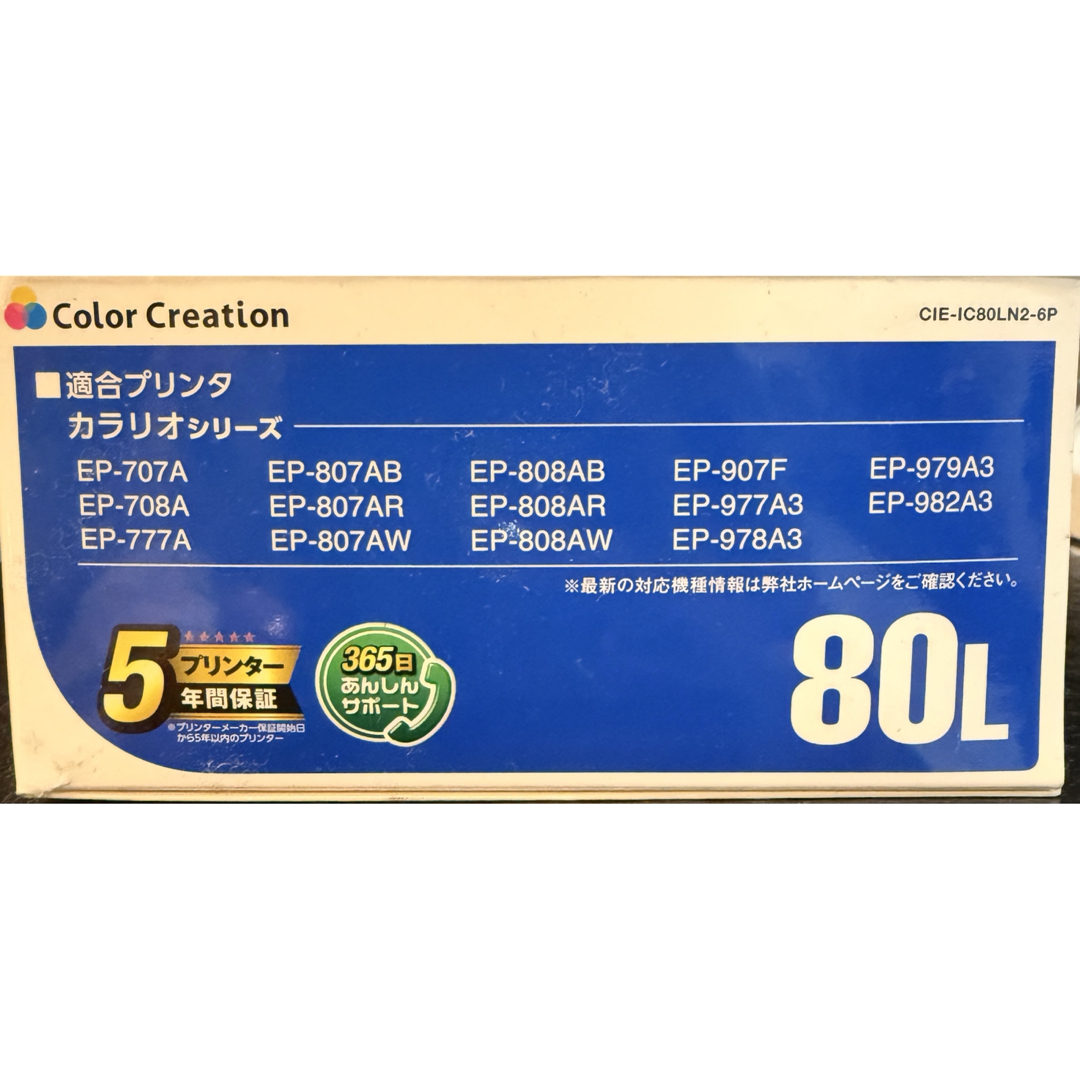 Color Creation
CIE-IC80LN2-6P
■適合プリンタ
カラリオシリーズ
EP-707A EP-807AB EP-808AB EP-907F EP-979A3
EP-708A EP-807AR EP-808AR EP-977A3 EP-982A3
EP-777A EP-807AW EP-808AW EP-978A3
※最新の対応機種情報は弊社ホームページをご確認ください。
5
プリンター
年間保証
※プリンターメーカー保証開始日
から5年以内のプリンター
365日
あんしん
サポート
80L